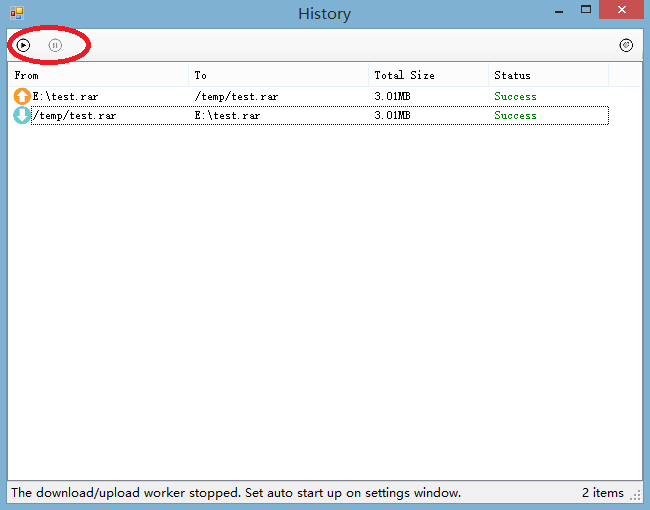 History
From To Total Size Status
E:\test.rar /temp/test.rar 3.01MB Success
/temp/test.rar E:\test.rar 3.01MB Success
The download/upload worker stopped. Set auto start up on settings window. 2 items